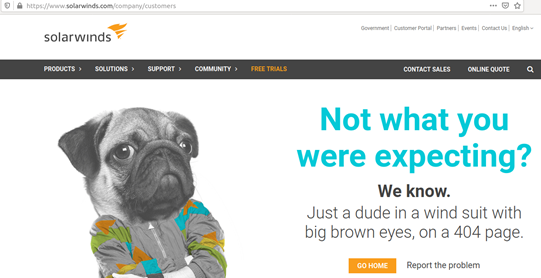 https://www.solarwinds.com/company/customers
solarwinds
Government | Customer Portal | Partners | Events | Contact Us | English
PRODUCTS SOLUTIONS SUPPORT COMMUNITY FREE TRIALS CONTACT SALES ONLINE QUOTE
Not what you
were expecting?
We know.
Just a dude in a wind suit with
big brown eyes, on a 404 page.
GO HOME Report the problem